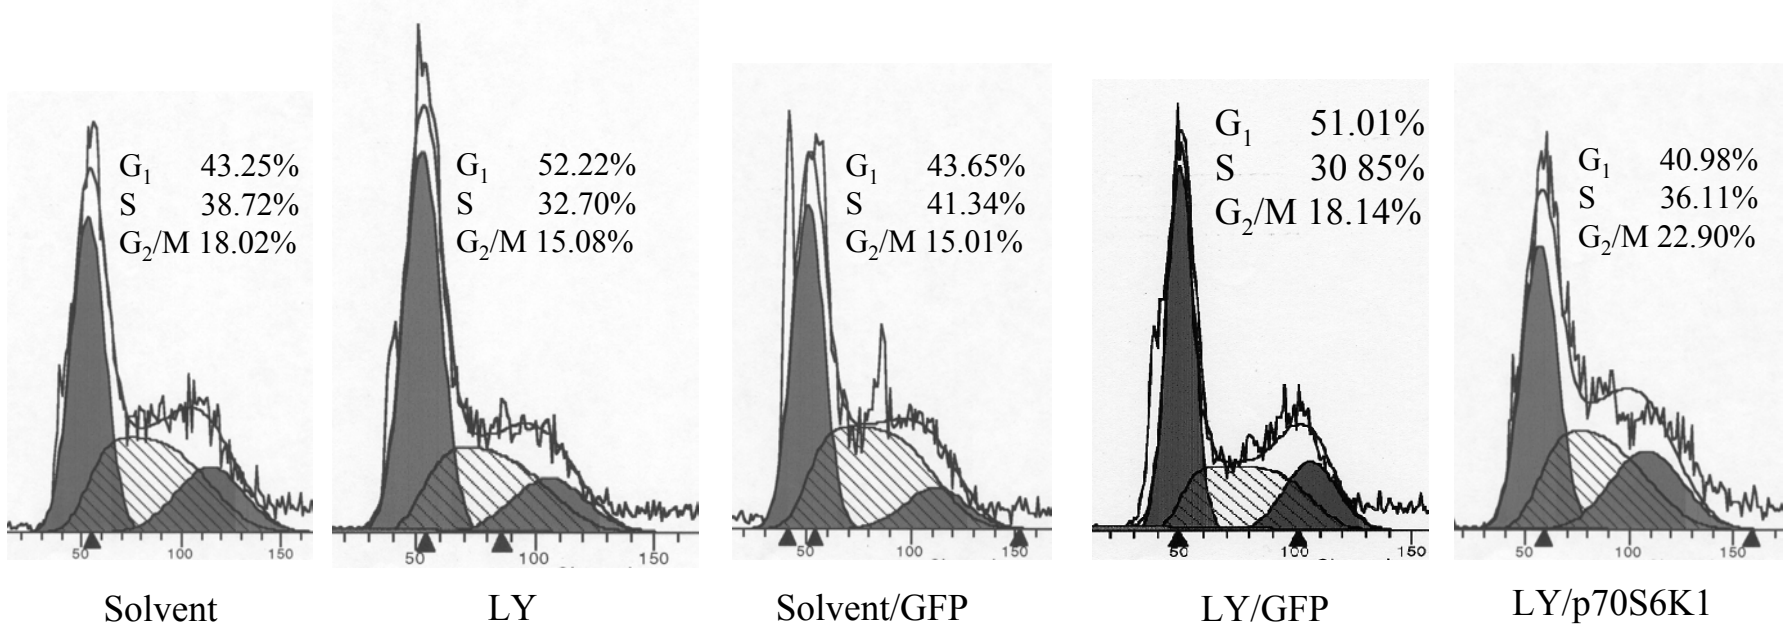 G1 43.25%
S 38.72%
G2/M 18.02%
50 100 150
Solvent
G1 52.22%
S 32.70%
G2/M 15.08%
50 100 150
LY
G1 43.65%
S 41.34%
G2/M 15.01%
50 100 150
Solvent/GFP
G1 51.01%
S 30 85%
G2/M 18.14%
50 100 150
LY/GFP
G1 40.98%
S 36.11%
G2/M 22.90%
50 100 150
LY/p70S6K1